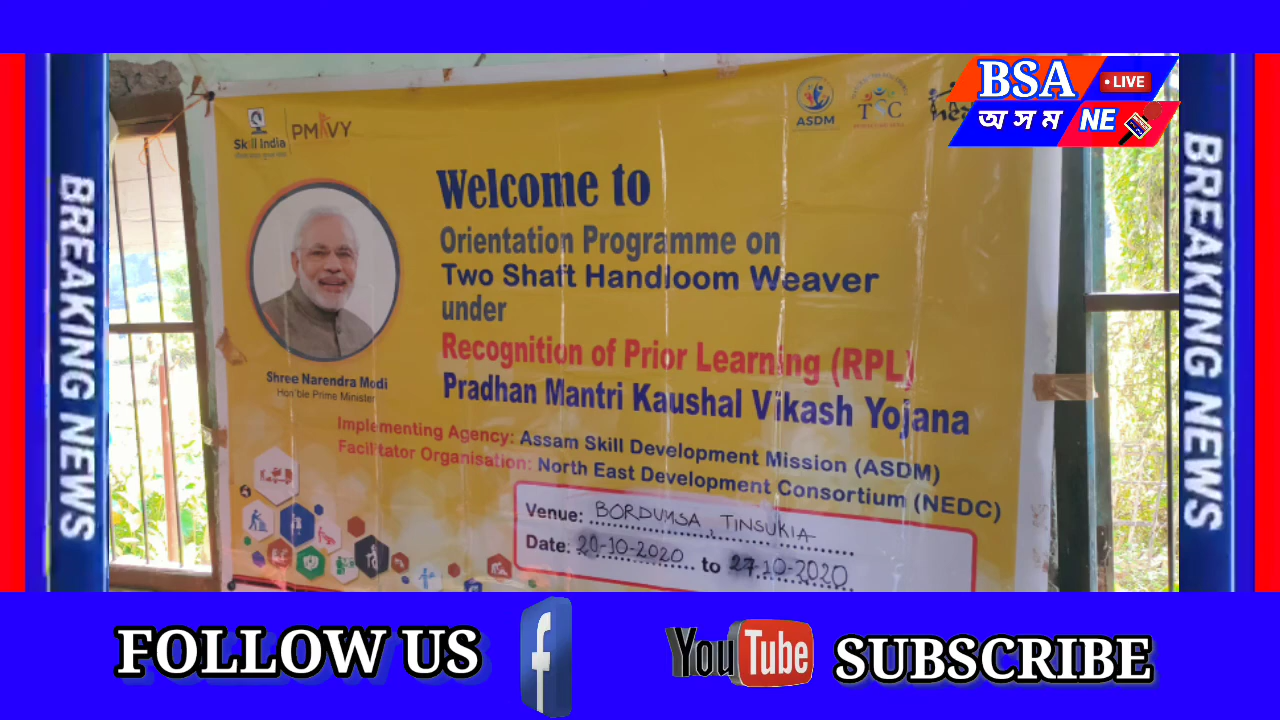 BSA
• LIVE
অসম NE
BREAKING NEWS
BREAKING NEWS
Skill India
PMKVY
ASDM
TSC
Welcome to
Orientation Programme on
Two Shaft Handloom Weaver
under
Recognition of Prior Learning (RPL)
Pradhan Mantri Kaushal Vikash Yojana
Shree Narendra Modi
Hon'ble Prime Minister
Implementing Agency: Assam Skill Development Mission (ASDM)
Facilitator Organisation: North East Development Consortium (NEDC)
Venue: BORDUMSA, TINSUKIA
Date: 20-10-2020 to 27-10-2020
FOLLOW US
f
YouTube
SUBSCRIBE